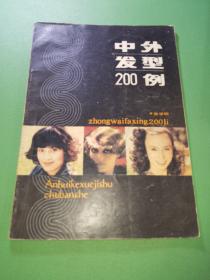 中外
发型
200例
zhongwaifaxing200li
Anhuikexuejishu
chubanshe